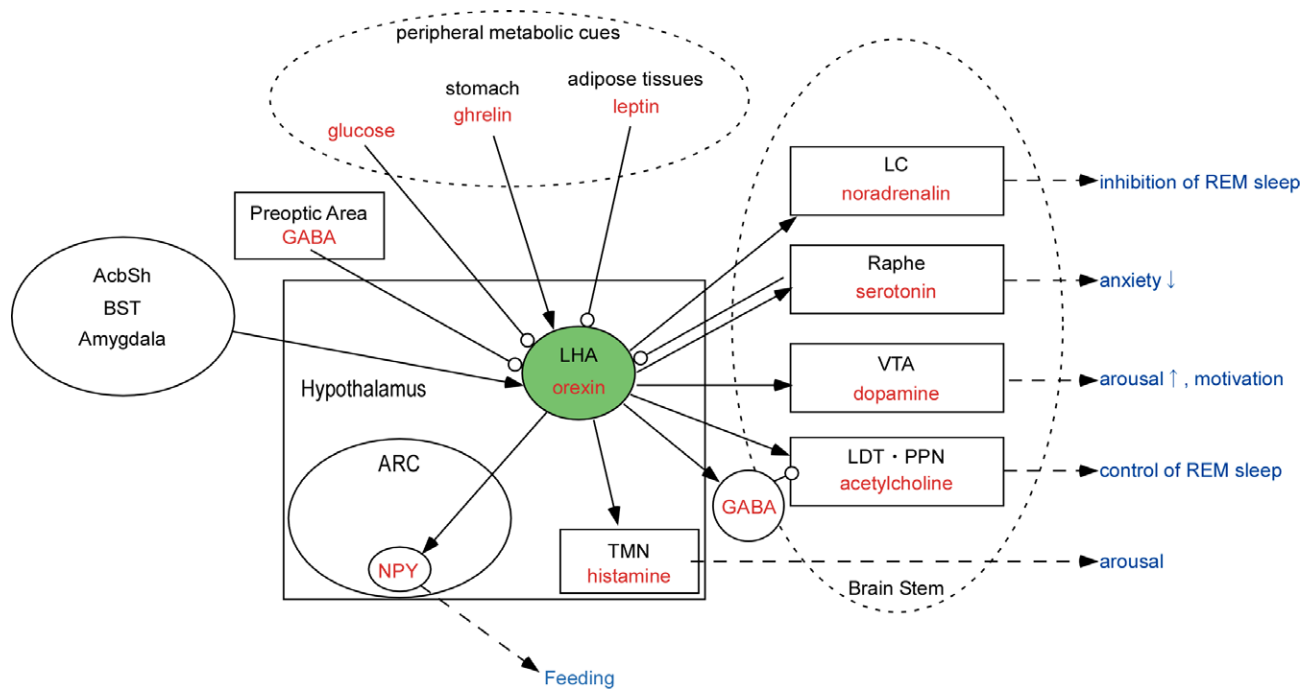 peripheral metabolic cues
stomach
ghrelin
adipose tissues
leptin
glucose
Preoptic Area
GABA
AcbSh
BST
Amygdala
Hypothalamus
LHA
orexin
ARC
NPY
TMN
histamine
GABA
LC
noradrenalin
Raphe
serotonin
VTA
dopamine
LDT・PPN
acetylcholine
Brain Stem
inhibition of REM sleep
anxiety ↓
arousal ↑ , motivation
control of REM sleep
arousal
Feeding